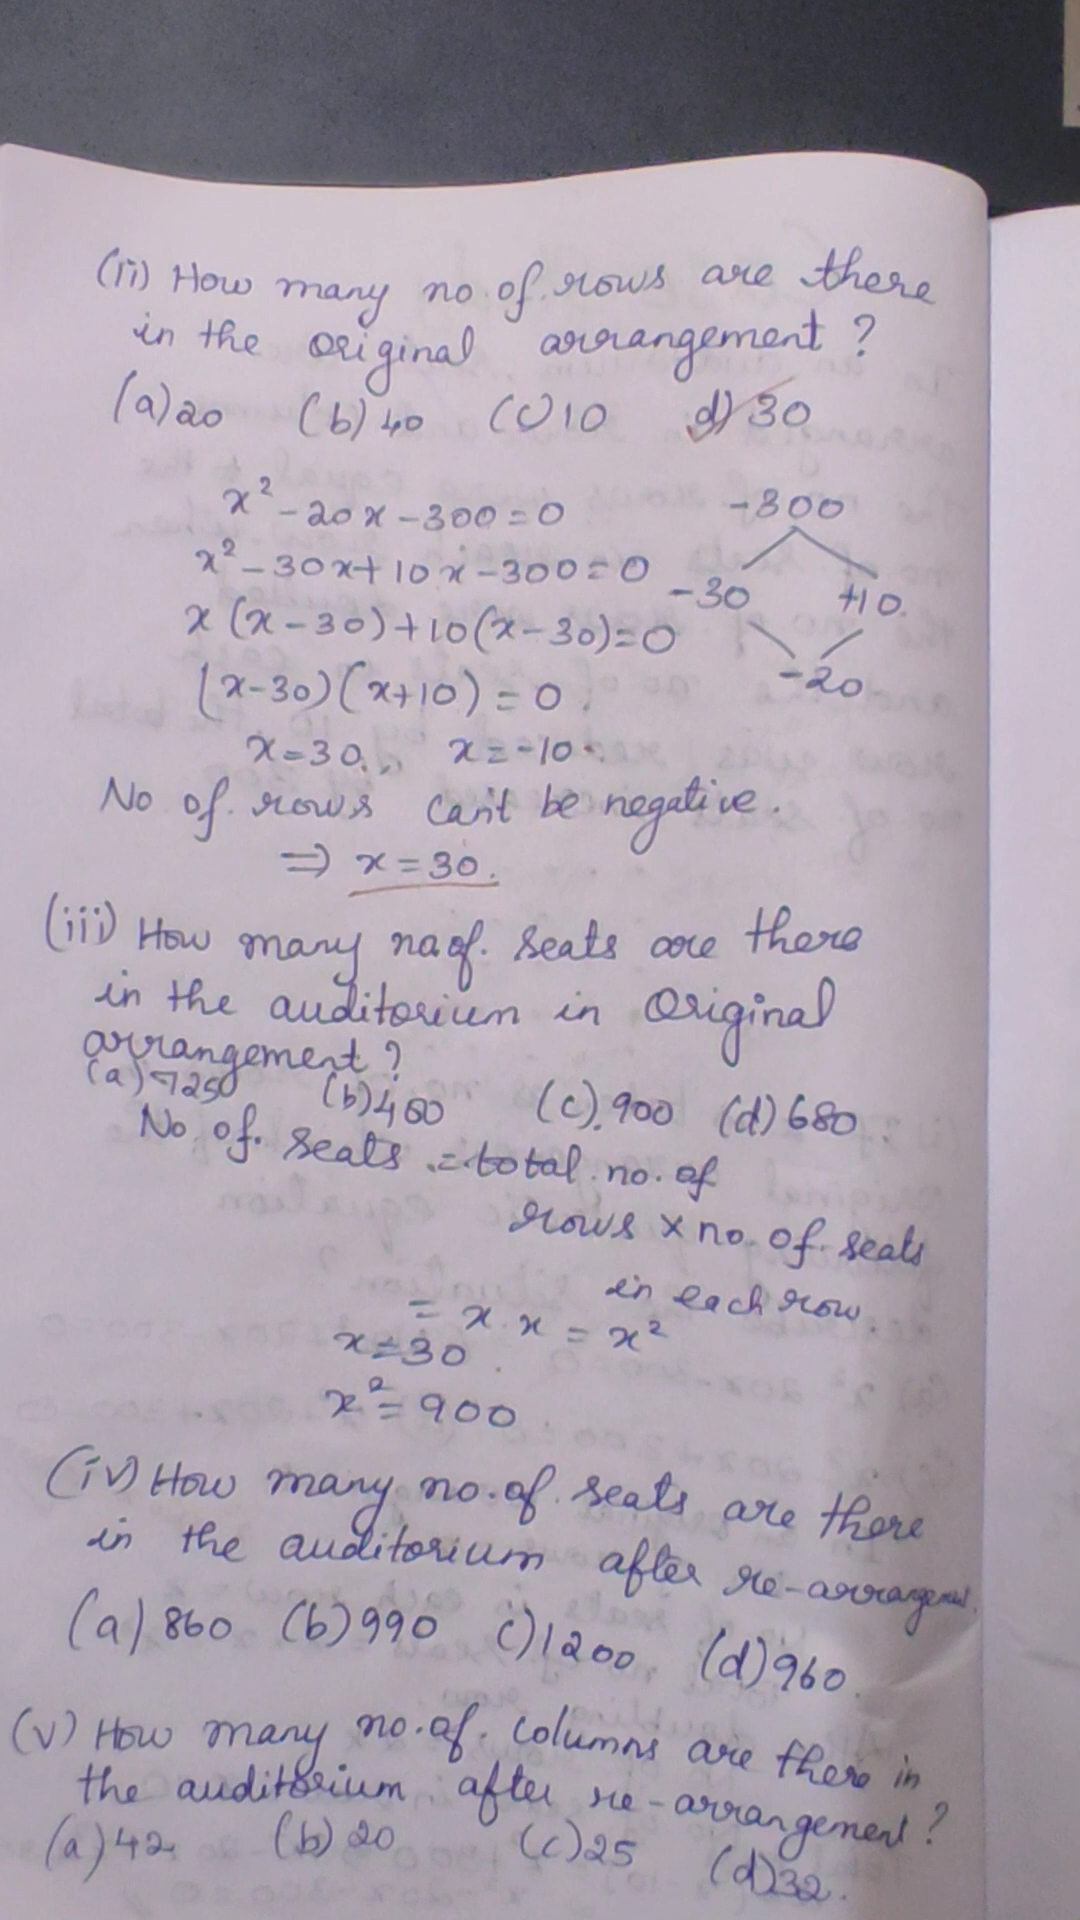 (ii) How many no. of. rows are there
in the original arrangement?
(a) 20 (b) 40 (c) 10 d) 30
x² - 20x - 300 = 0
-300
x² - 30x + 10x - 300 = 0
-30 +10.
x (x - 30) + 10(x - 30) = 0
-20
(x-30)(x+10) = 0.
x = 30., x = -10.
No of. rows can't be negative.
⇒ x = 30.
(iii) How many no of. seats are there
in the auditorium in Original
arrangement?
(a) 7250 (b) 400 (c). 900 (d) 680.
No. of. seats. = total no. of
rows × no. of. seats
in each row.
= x . x = x²
x = 30.
x² = 900
(iv) How many no. of. seats are there
in the auditorium after re-arrangement.
(a) 860 (b) 990 c) 1200 (d) 960.
(v) How many no. of. columns are there in
the auditorium after re-arrangement?
(a) 42 (b) 20 (c) 25 (d) 32.